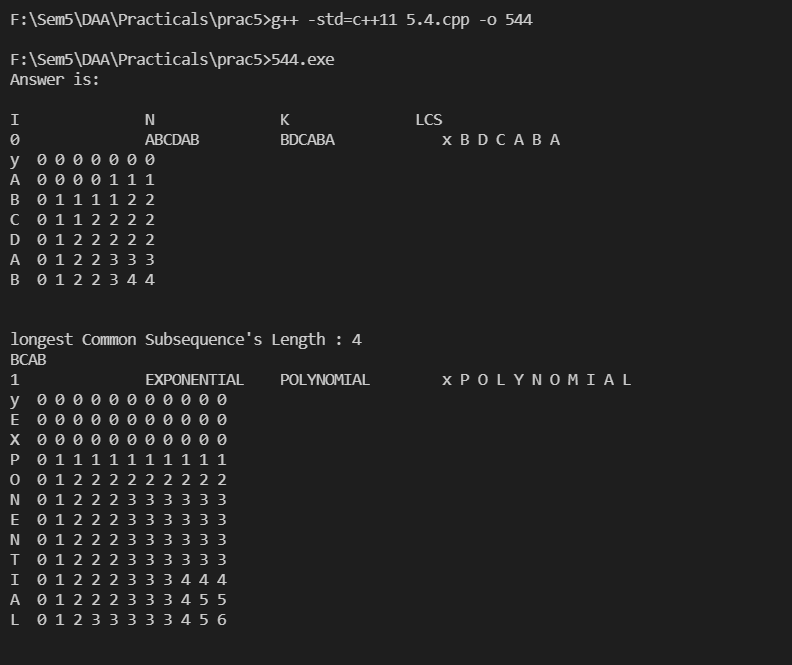 F:\Sem5\DAA\Practicals\prac5>g++ -std=c++11 5.4.cpp -o 544
F:\Sem5\DAA\Practicals\prac5>544.exe
Answer is:
I N K LCS
0 ABCDAB BDCABA x B D C A B A
y 0 0 0 0 0 0 0
A 0 0 0 0 1 1 1
B 0 1 1 1 1 2 2
C 0 1 1 2 2 2 2
D 0 1 2 2 2 2 2
A 0 1 2 2 3 3 3
B 0 1 2 2 3 4 4
longest Common Subsequence's Length : 4
BCAB
1 EXPONENTIAL POLYNOMIAL x P O L Y N O M I A L
y 0 0 0 0 0 0 0 0 0 0 0
E 0 0 0 0 0 0 0 0 0 0 0
X 0 0 0 0 0 0 0 0 0 0 0
P 0 1 1 1 1 1 1 1 1 1 1
O 0 1 2 2 2 2 2 2 2 2 2
N 0 1 2 2 2 3 3 3 3 3 3
E 0 1 2 2 2 3 3 3 3 3 3
N 0 1 2 2 2 3 3 3 3 3 3
T 0 1 2 2 2 3 3 3 3 3 3
I 0 1 2 2 2 3 3 3 4 4 4
A 0 1 2 2 2 3 3 3 4 5 5
L 0 1 2 3 3 3 3 3 4 5 6